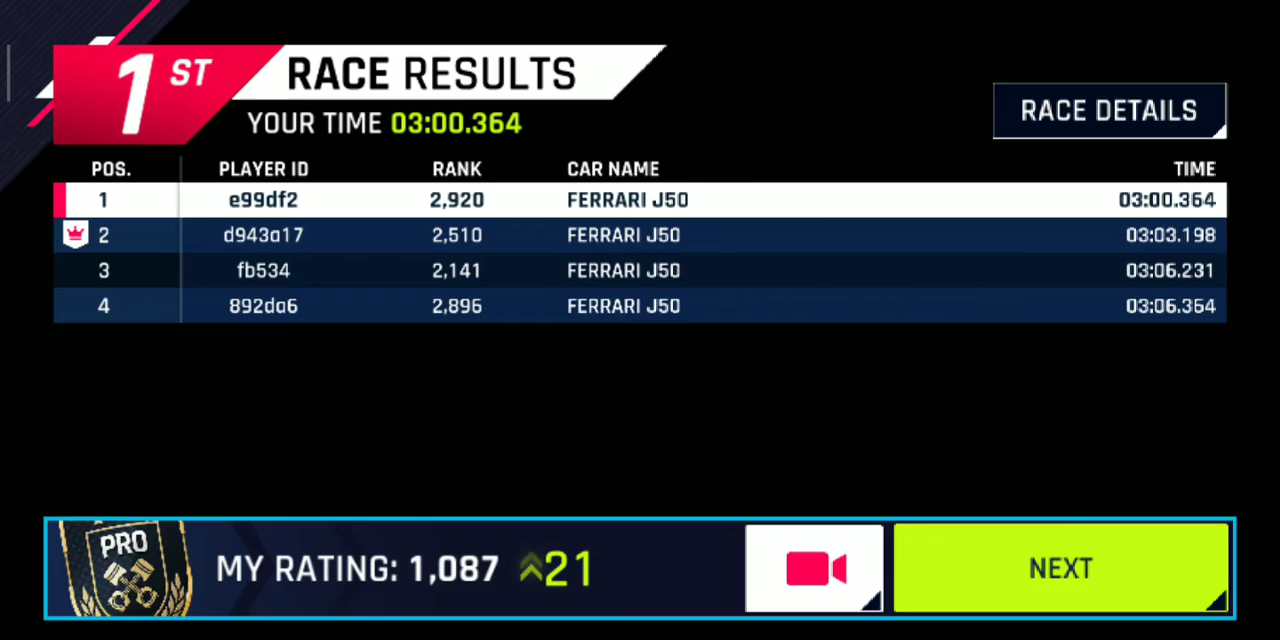 1ST RACE RESULTS
YOUR TIME 03:00.364
RACE DETAILS
POS. PLAYER ID RANK CAR NAME TIME
1 e99df2 2,920 FERRARI J50 03:00.364
2 d943a17 2,510 FERRARI J50 03:03.198
3 fb534 2,141 FERRARI J50 03:06.231
4 892da6 2,896 FERRARI J50 03:06.354
PRO
MY RATING: 1,087 21
NEXT